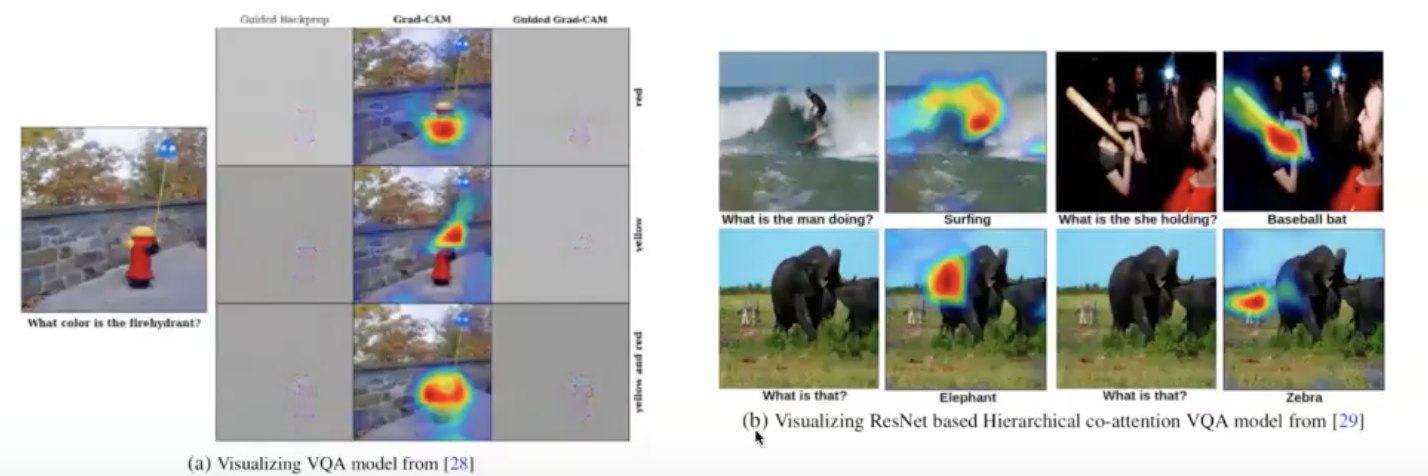 Guided Backprop Grad-CAM Guided Grad-CAM
red
yellow
yellow and red
What color is the firehydrant?
(a) Visualizing VQA model from [28]
What is the man doing? Surfing What is the she holding? Baseball bat
What is that? Elephant What is that? Zebra
(b) Visualizing ResNet based Hierarchical co-attention VQA model from [29]